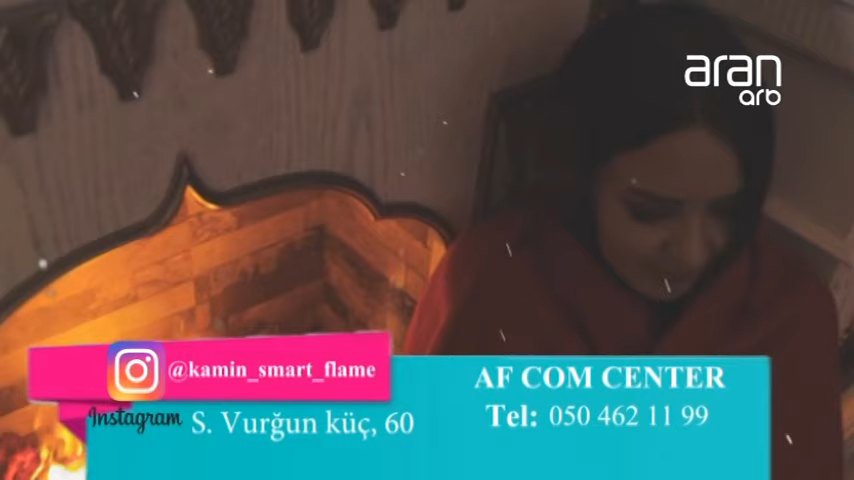 aran
arb
@kamin_smart_flame
Instagram
S. Vurğun küç, 60
AF COM CENTER
Tel: 050 462 11 99